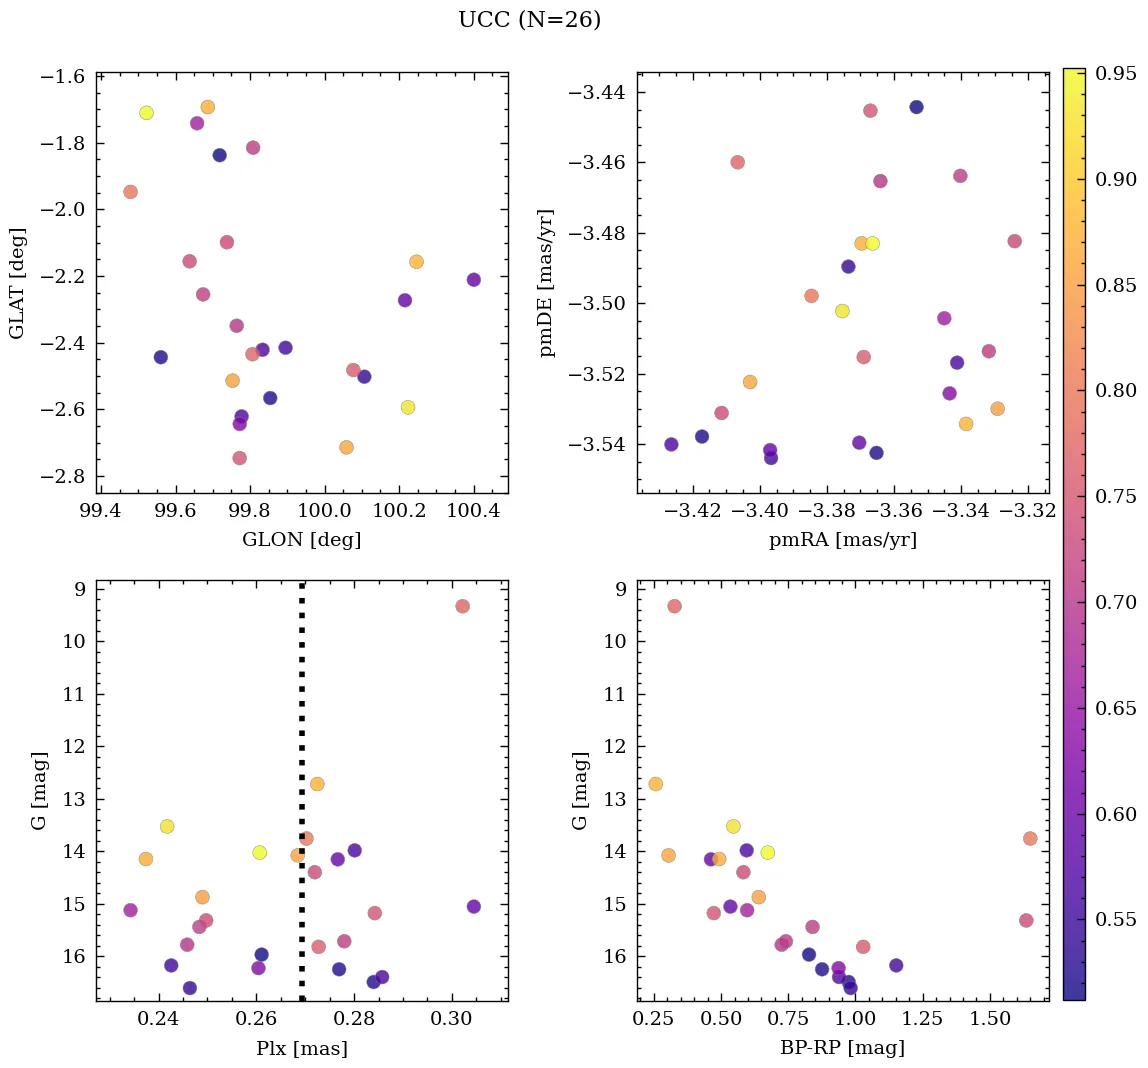 UCC (N=26)
−1.6
−1.8
−2.0
−2.2
−2.4
−2.6
−2.8
GLAT [deg]
99.4 99.6 99.8 100.0 100.2 100.4
GLON [deg]
−3.44
−3.46
−3.48
−3.50
−3.52
−3.54
pmDE [mas/yr]
−3.42 −3.40 −3.38 −3.36 −3.34 −3.32
pmRA [mas/yr]
9
10
11
12
13
14
15
16
G [mag]
0.24 0.26 0.28 0.30
Plx [mas]
9
10
11
12
13
14
15
16
G [mag]
0.25 0.50 0.75 1.00 1.25 1.50
BP-RP [mag]
0.95
0.90
0.85
0.80
0.75
0.70
0.65
0.60
0.55